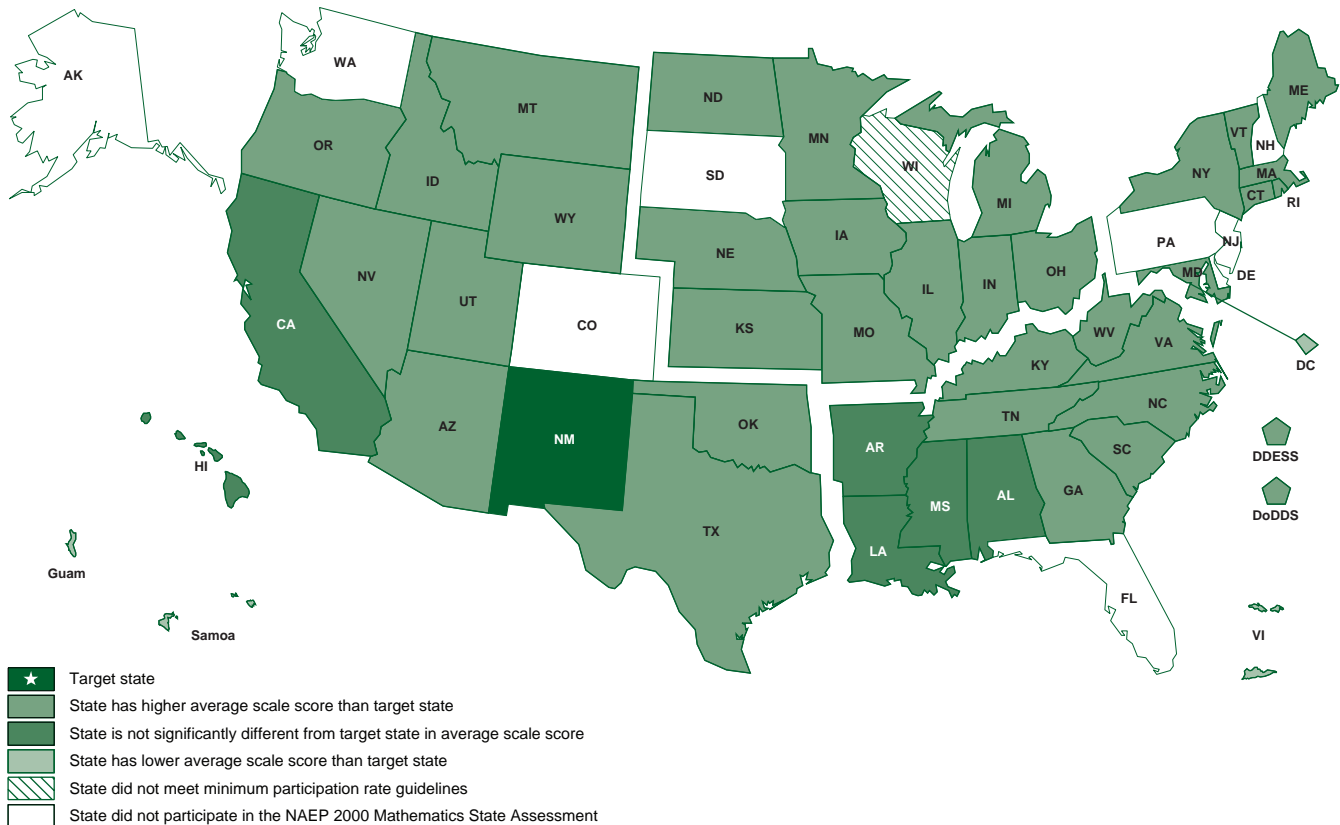 AK
WA
MT
ND
MN
ME
VT
NH
OR
ID
SD
WI
NY
MA
CT
RI
WY
MI
IA
PA
NJ
NE
NV
UT
IL
IN
OH
MD
DE
CA
CO
KS
MO
WV
VA
KY
DC
AZ
NM
OK
TN
NC
HI
AR
SC
DDESS
MS
AL
GA
TX
DoDDS
LA
Guam
FL
Samoa
VI
Target state
State has higher average scale score than target state
State is not significantly different from target state in average scale score
State has lower average scale score than target state
State did not meet minimum participation rate guidelines
State did not participate in the NAEP 2000 Mathematics State Assessment